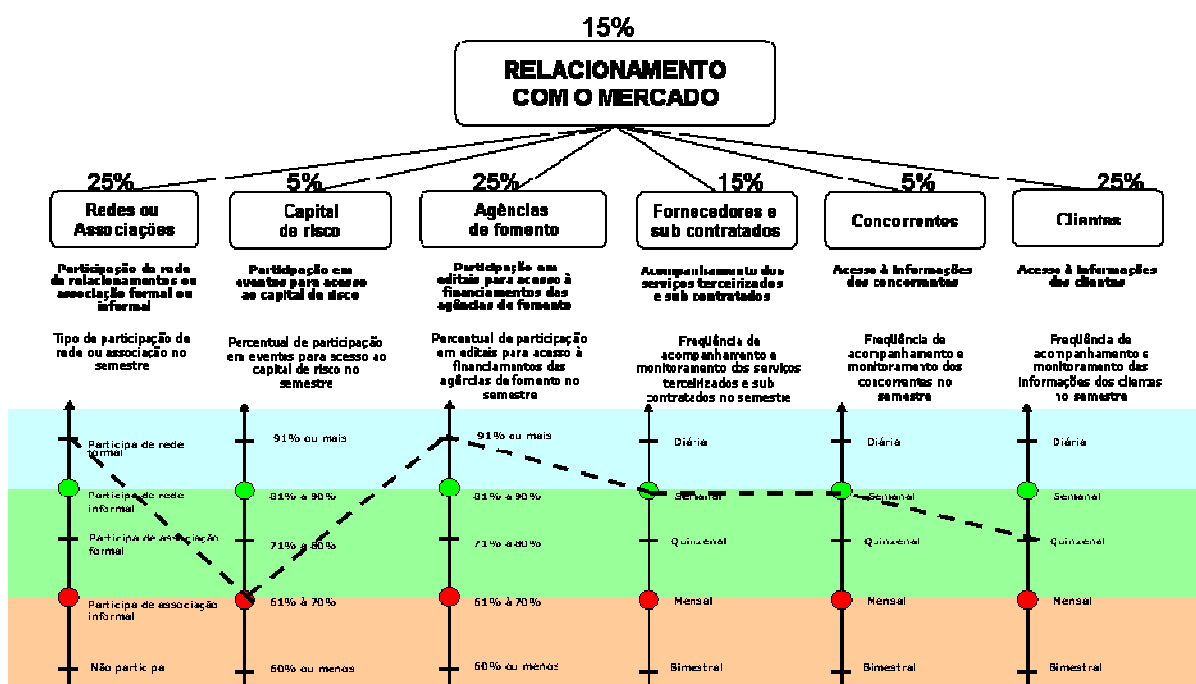 15%
RELACIONAMENTO
COM O MERCADO
25%
Redes ou
Associações
Participação da rede
de relacionamentos ou
associação formal ou
informal
Tipo de participação de
rede ou associação no
semestre
Participa de rede
formal
Participa de rede
informal
Participa de associação
formal
Participa de associação
informal
Não participa
5%
Capital
de risco
Participação em
eventos para acesso
ao capital de risco
Percentual de participação
em eventos para acesso ao
capital de risco no
semestre
91% ou mais
81% à 90%
71% à 80%
61% à 70%
60% ou menos
25%
Agências
de fomento
Participação em
editais para acesso à
financiamentos das
agências de fomento
Percentual de participação
em editais para acesso à
financiamentos das
agências de fomento no
semestre
91% ou mais
81% à 90%
71% à 80%
61% à 70%
60% ou menos
15%
Fornecedores e
sub contratados
Acompanhamento dos
serviços terceirizados
e sub contratados
Freqüência de
acompanhamento e
monitoramento dos serviços
terceirizados e sub
contratados no semestre
Diária
Semanal
Quinzenal
Mensal
Bimestral
5%
Concorrentes
Acesso à informações
dos concorrentes
Freqüência de
acompanhamento e
monitoramento dos
concorrentes no
semestre
Diária
Semanal
Quinzenal
Mensal
Bimestral
25%
Clientes
Acesso à informações
dos clientes
Freqüência de
acompanhamento e
monitoramento das
informações dos clientes
no semestre
Diária
Semanal
Quinzenal
Mensal
Bimestral